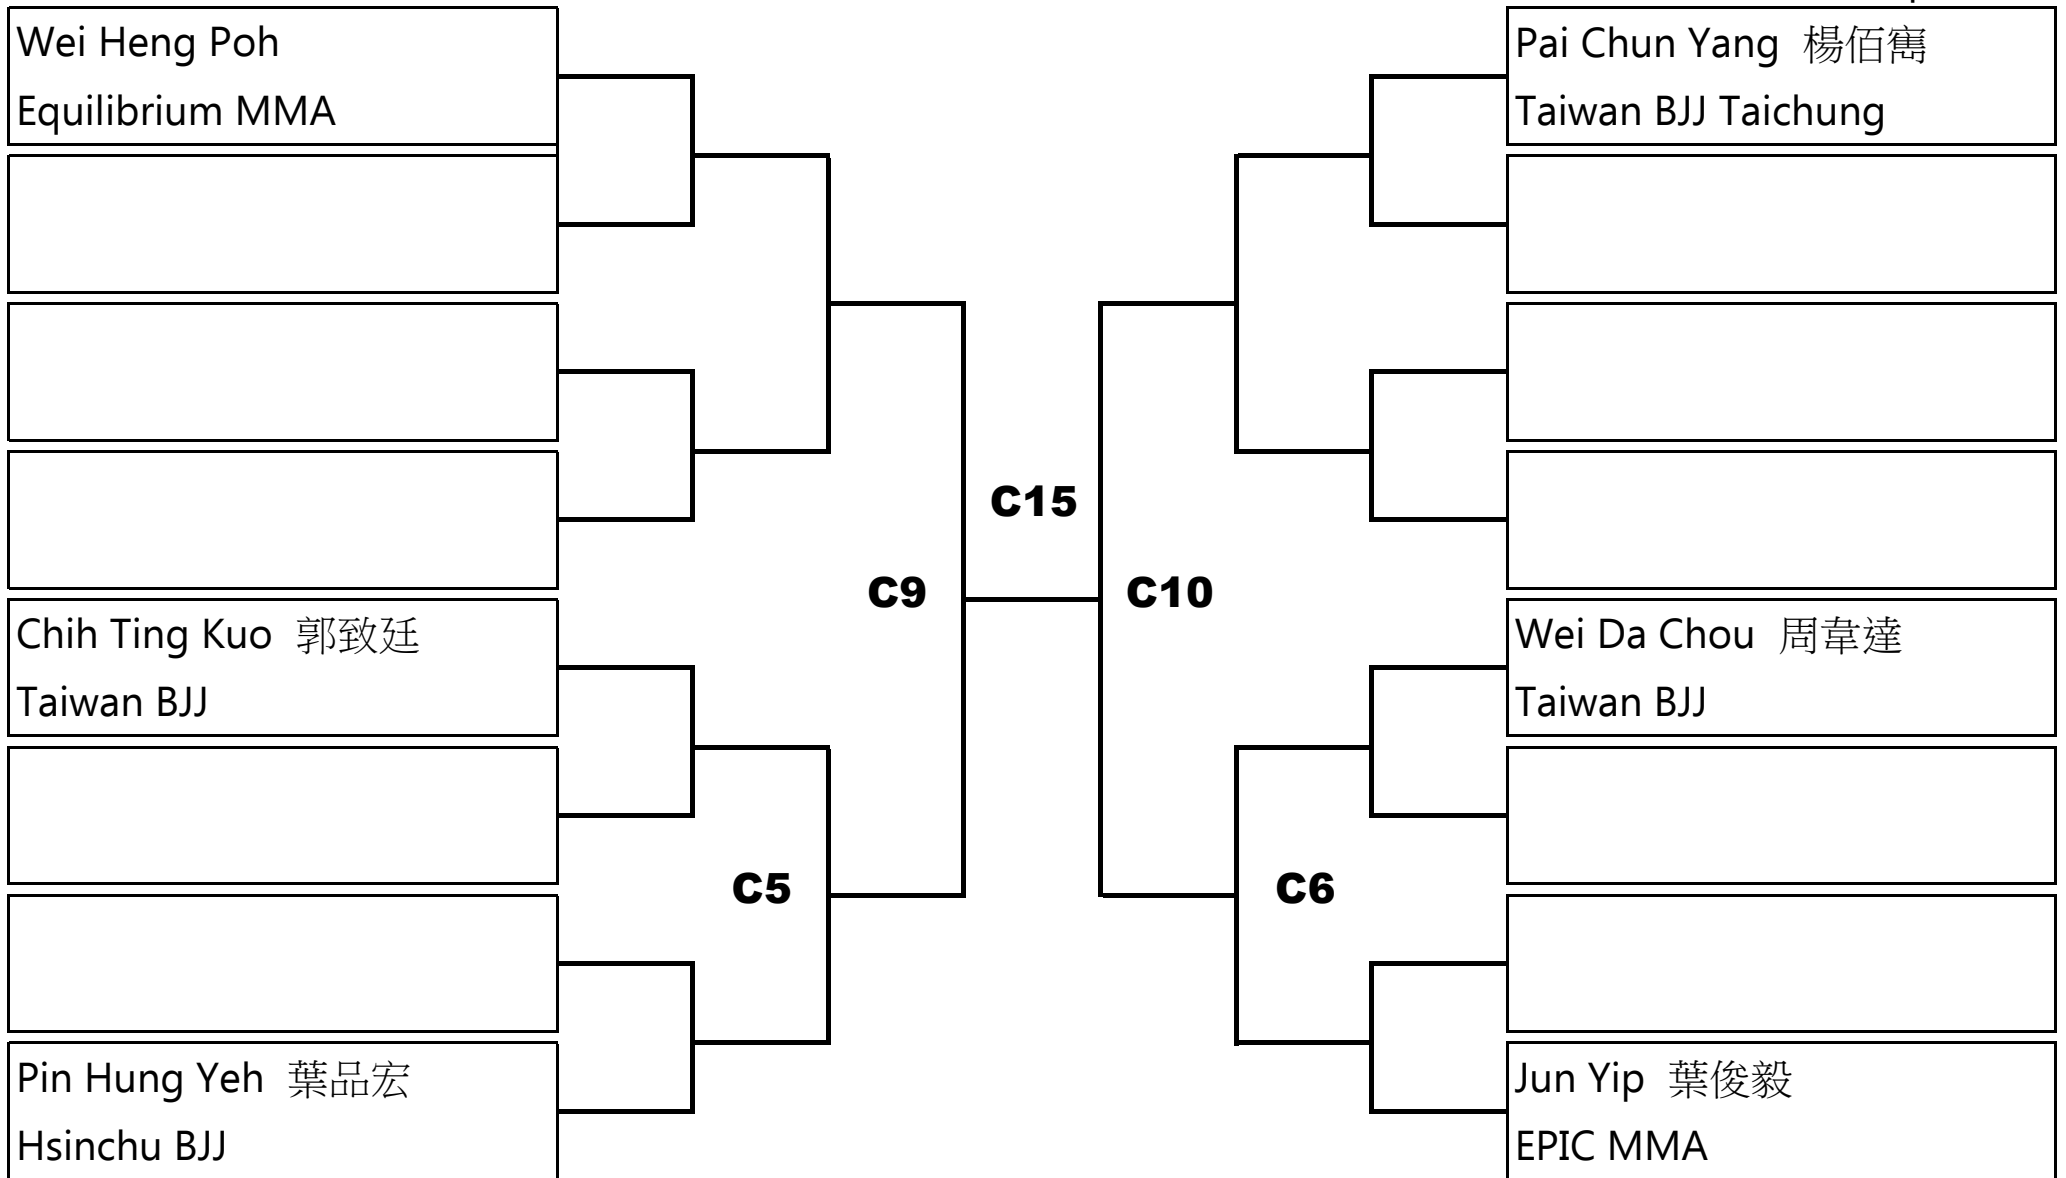 Wei Heng Poh
Equilibrium MMA
Chih Ting Kuo 郭致廷
Taiwan BJJ
Pin Hung Yeh 葉品宏
Hsinchu BJJ
C5
C9
C15
C10
C6
Pai Chun Yang 楊佰寯
Taiwan BJJ Taichung
Wei Da Chou 周韋達
Taiwan BJJ
Jun Yip 葉俊毅
EPIC MMA